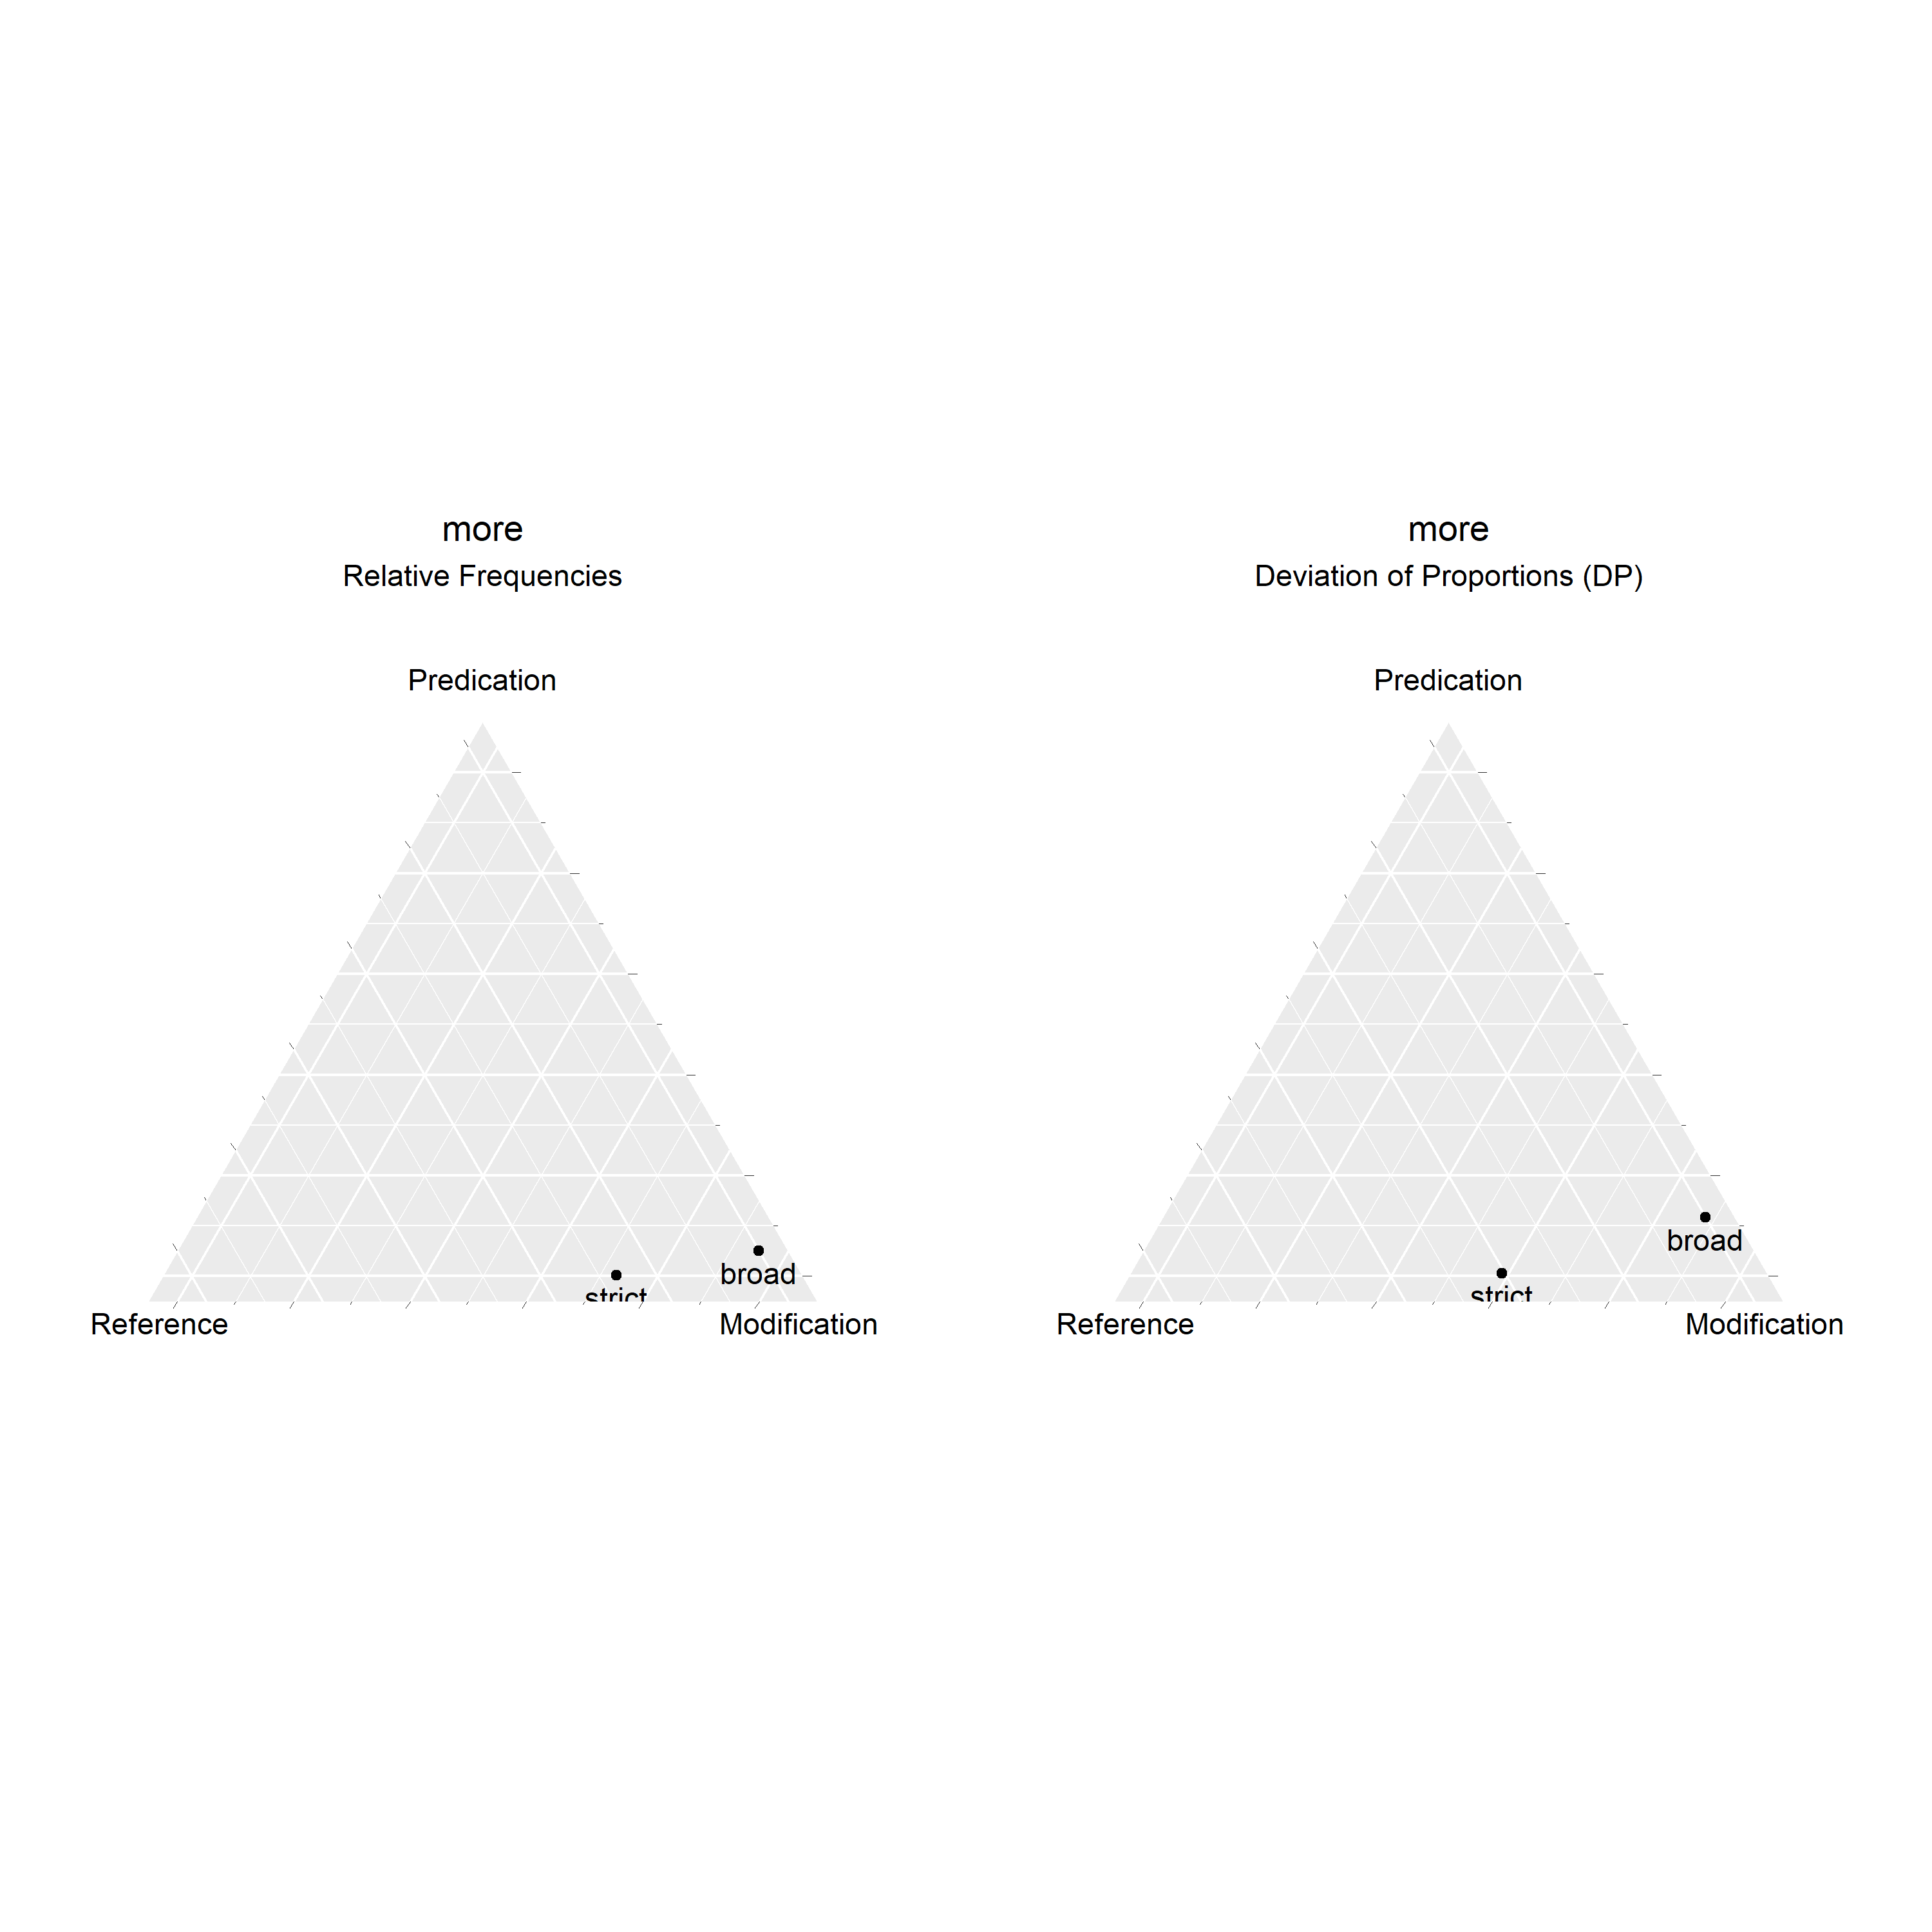 more
Relative Frequencies
Predication
broad
strict
Reference
Modification
more
Deviation of Proportions (DP)
Predication
broad
strict
Reference
Modification